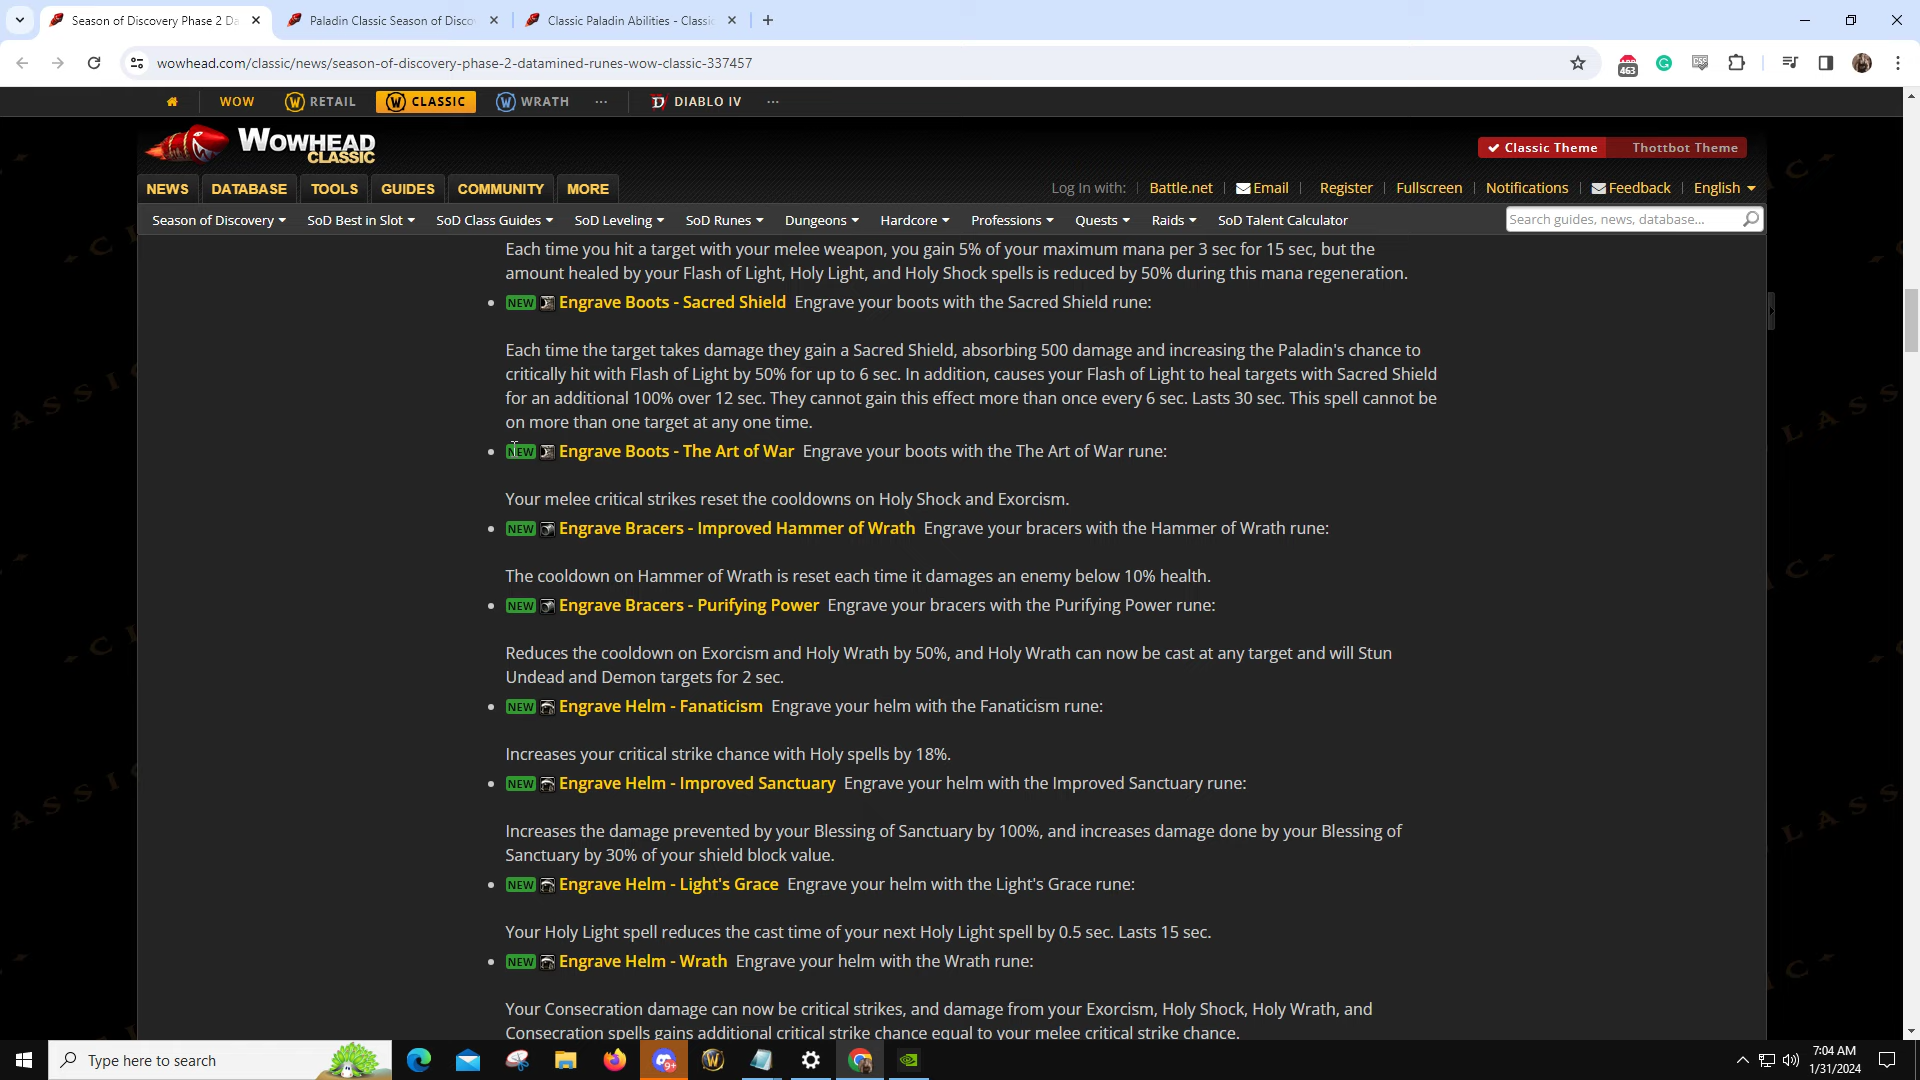 Season of Discovery Phase 2 Da
Paladin Classic Season of Disco
Classic Paladin Abilities - Classic
wowhead.com/classic/news/season-of-discovery-phase-2-datamined-runes-wow-classic-337457
463
CSS
WOW
RETAIL
CLASSIC
WRATH
...
DIABLO IV
...
WOWHEAD
CLASSIC
Classic Theme
Thottbot Theme
NEWS
DATABASE
TOOLS
GUIDES
COMMUNITY
MORE
Log In with:
Battle.net
Email
Register
Fullscreen
Notifications
Feedback
English
Season of Discovery
SoD Best in Slot
SoD Class Guides
SoD Leveling
SoD Runes
Dungeons
Hardcore
Professions
Quests
Raids
SoD Talent Calculator
Search guides, news, database...
Each time you hit a target with your melee weapon, you gain 5% of your maximum mana per 3 sec for 15 sec, but the
amount healed by your Flash of Light, Holy Light, and Holy Shock spells is reduced by 50% during this mana regeneration.
NEW Engrave Boots - Sacred Shield Engrave your boots with the Sacred Shield rune:
Each time the target takes damage they gain a Sacred Shield, absorbing 500 damage and increasing the Paladin's chance to
critically hit with Flash of Light by 50% for up to 6 sec. In addition, causes your Flash of Light to heal targets with Sacred Shield
for an additional 100% over 12 sec. They cannot gain this effect more than once every 6 sec. Lasts 30 sec. This spell cannot be
on more than one target at any one time.
NEW Engrave Boots - The Art of War Engrave your boots with the The Art of War rune:
Your melee critical strikes reset the cooldowns on Holy Shock and Exorcism.
NEW Engrave Bracers - Improved Hammer of Wrath Engrave your bracers with the Hammer of Wrath rune:
The cooldown on Hammer of Wrath is reset each time it damages an enemy below 10% health.
NEW Engrave Bracers - Purifying Power Engrave your bracers with the Purifying Power rune:
Reduces the cooldown on Exorcism and Holy Wrath by 50%, and Holy Wrath can now be cast at any target and will Stun
Undead and Demon targets for 2 sec.
NEW Engrave Helm - Fanaticism Engrave your helm with the Fanaticism rune:
Increases your critical strike chance with Holy spells by 18%.
NEW Engrave Helm - Improved Sanctuary Engrave your helm with the Improved Sanctuary rune:
Increases the damage prevented by your Blessing of Sanctuary by 100%, and increases damage done by your Blessing of
Sanctuary by 30% of your shield block value.
NEW Engrave Helm - Light's Grace Engrave your helm with the Light's Grace rune:
Your Holy Light spell reduces the cast time of your next Holy Light spell by 0.5 sec. Lasts 15 sec.
NEW Engrave Helm - Wrath Engrave your helm with the Wrath rune:
Your Consecration damage can now be critical strikes, and damage from your Exorcism, Holy Shock, Holy Wrath, and
Consecration spells gains additional critical strike chance equal to your melee critical strike chance.
Type here to search
9+
7:04 AM
1/31/2024